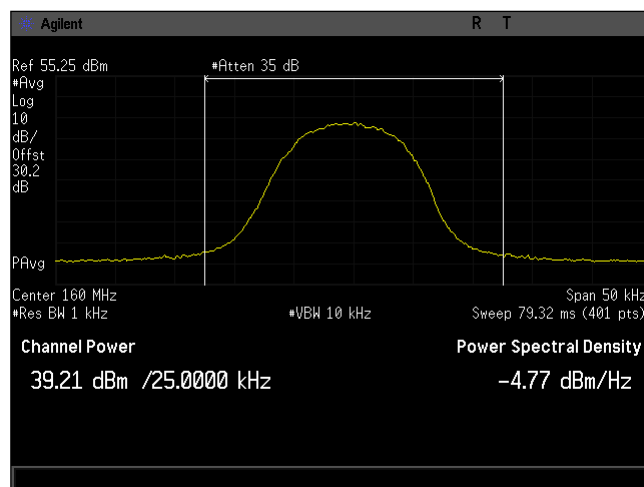 Agilent R T
Ref 55.25 dBm #Atten 35 dB
#Avg
Log
10
dB/
Offst
30.2
dB
PAvg
Center 160 MHz Span 50 kHz
#Res BW 1 kHz #VBW 10 kHz Sweep 79.32 ms (401 pts)
Channel Power Power Spectral Density
39.21 dBm /25.0000 kHz -4.77 dBm/Hz